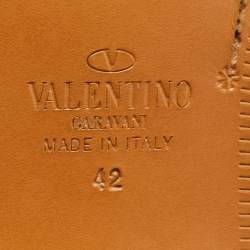 VALENTINO
GARAVANI
MADE IN ITALY
42